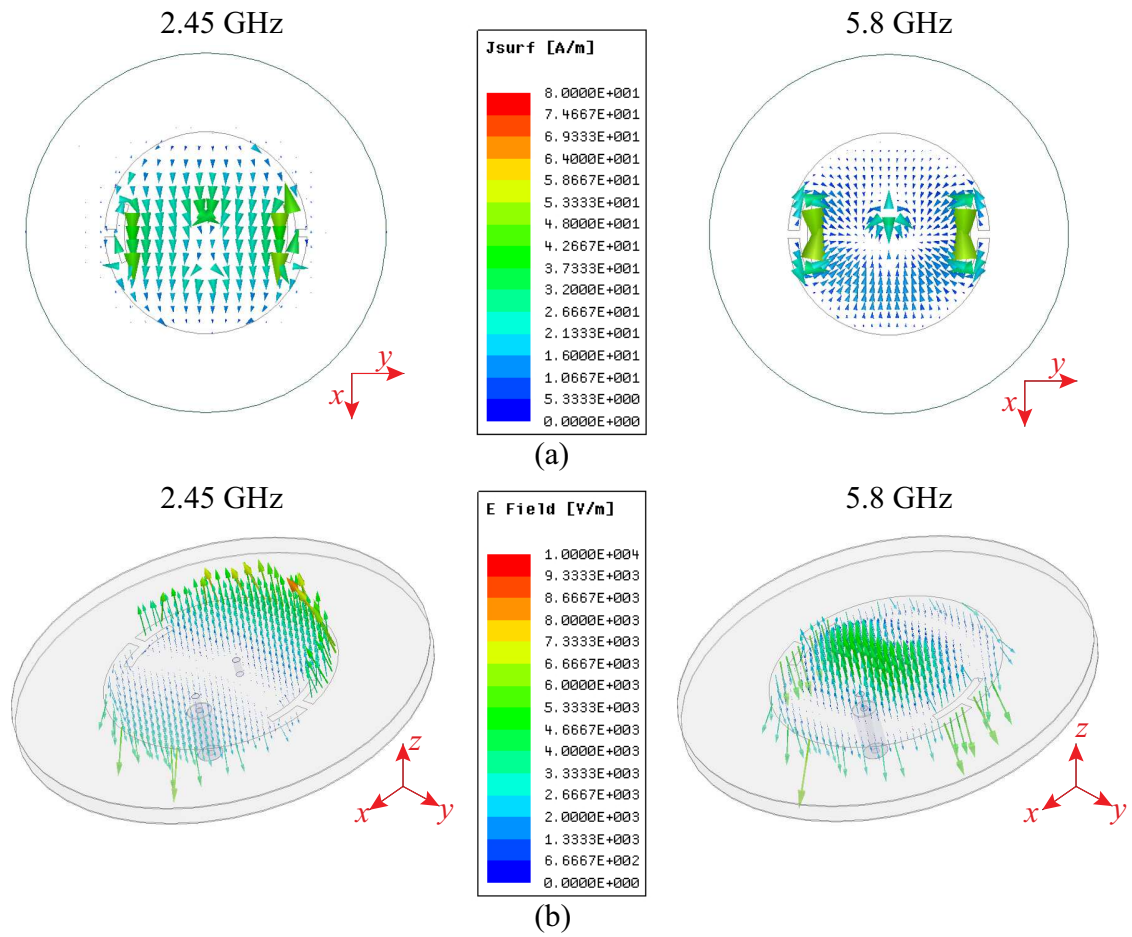 2.45 GHz
5.8 GHz
Jsurf [A/m]
8.0000E+001
7.4667E+001
6.9333E+001
6.4000E+001
5.8667E+001
5.3333E+001
4.8000E+001
4.2667E+001
3.7333E+001
3.2000E+001
2.6667E+001
2.1333E+001
1.6000E+001
1.0667E+001
5.3333E+000
0.0000E+000
y
x
y
x
(a)
2.45 GHz
5.8 GHz
E Field [V/m]
1.0000E+004
9.3333E+003
8.6667E+003
8.0000E+003
7.3333E+003
6.6667E+003
6.0000E+003
5.3333E+003
4.6667E+003
4.0000E+003
3.3333E+003
2.6667E+003
2.0000E+003
1.3333E+003
6.6667E+002
0.0000E+000
z
x
y
z
x
y
(b)